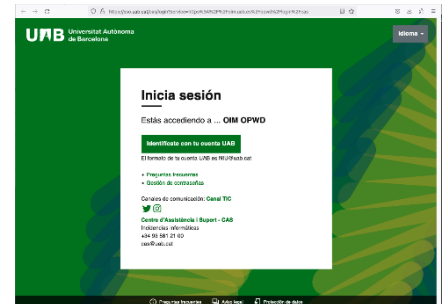 UAB Universitat Autònoma
de Barcelona
Idioma
Inicia sesión
Estás accediendo a ... OIM OPWD
Identifícate con tu cuenta UAB
El formato de tu cuenta UAB es NIU@uab.cat
Preguntas frecuentes
Gestión de contraseñas
Canales de comunicación: Canal TIC
Centre d'Assistència i Suport - CAS
Incidencias informáticas
+34 93 581 21 00
cas@uab.cat
Preguntas frecuentes Aviso legal Protección de datos